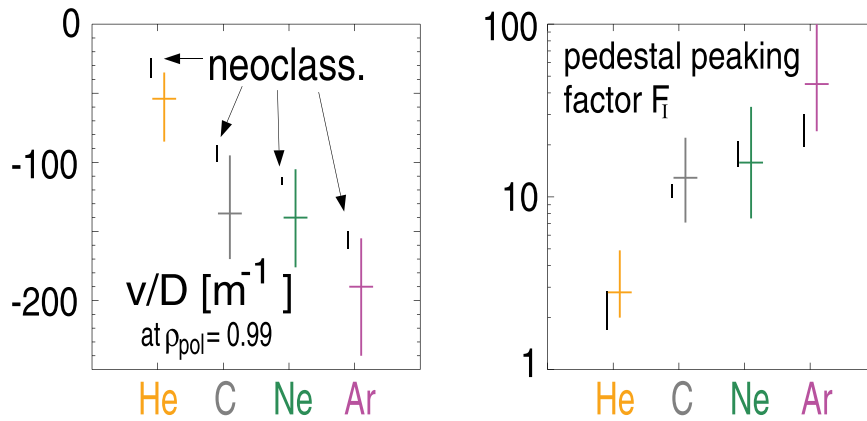 0
-100
-200
neoclass.
v/D [m⁻¹ ]
at ρpol = 0.99
He C Ne Ar
100
10
1
pedestal peaking
factor FI
He C Ne Ar